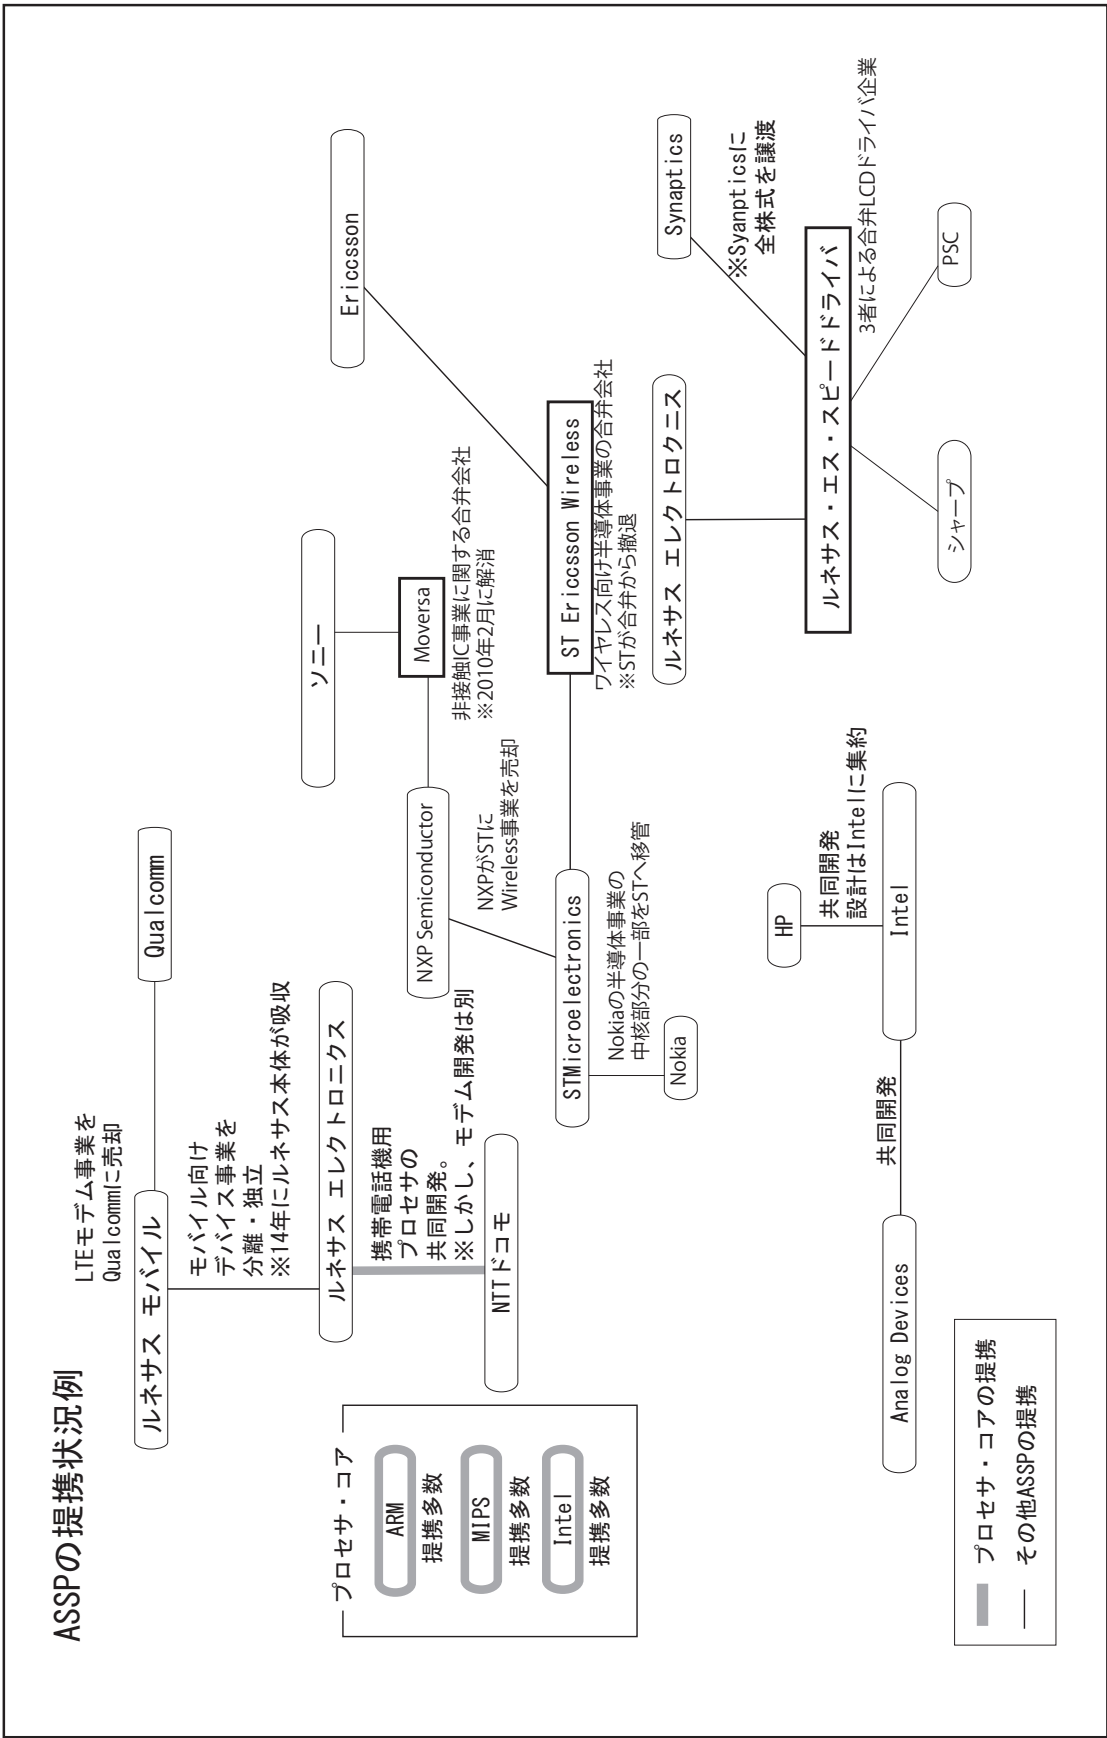 ASSPの提携状況例
LTEモデム事業を
Qualcommに売却
ルネサス モバイル
Qualcomm
モバイル向け
デバイス事業を
分離・独立
※14年にルネサス本体が吸収
ルネサス エレクトロニクス
携帯電話機用
プロセサの
共同開発。
※しかし、モデム開発は別
NTTドコモ
プロセサ・コア
ARM
提携多数
MIPS
提携多数
Intel
提携多数
ソニー
Moversa
非接触IC事業に関する合弁会社
※2010年2月に解消
NXP Semiconductor
NXPがSTに
Wireless事業を売却
Ericcsson
STMicroelectronics
ST Ericcsson Wireless
ワイヤレス向け半導体事業の合弁会社
※STが合弁から撤退
Nokiaの半導体事業の
中核部分の一部をSTへ移管
Nokia
ルネサス エレクトロクニス
Synaptics
※Syanpticsに
全株式を譲渡
ルネサス・エス・スピードドライバ
3者による合弁LCDドライバ企業
シャープ
PSC
HP
共同開発
設計はIntelに集約
Intel
共同開発
Analog Devices
プロセサ・コアの提携
その他ASSPの提携